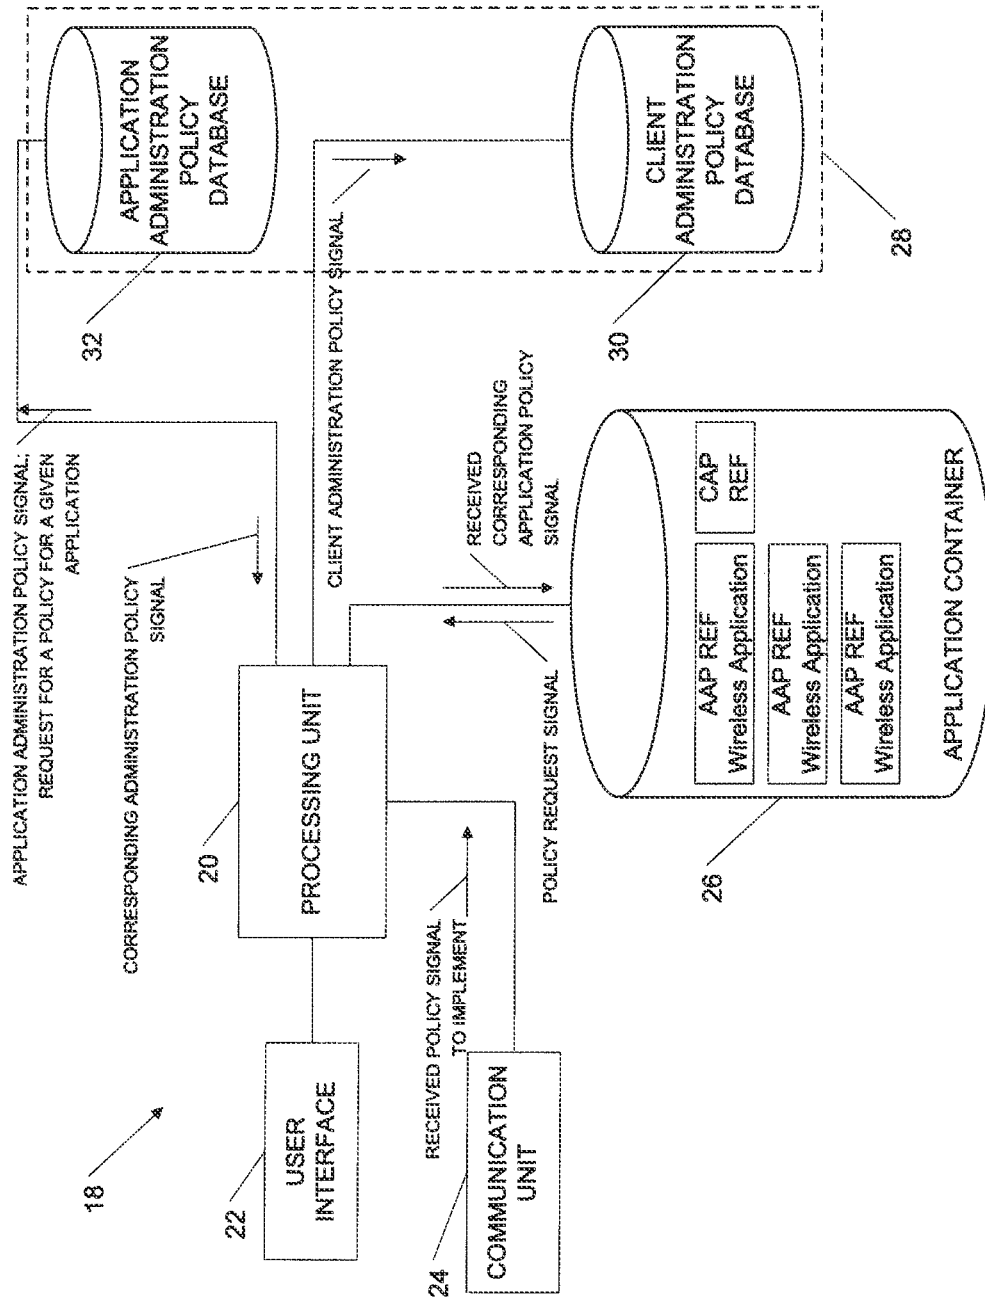 18
22
USER
INTERFACE
24
COMMUNICATION
UNIT
20
PROCESSING UNIT
RECEIVED POLICY SIGNAL
TO IMPLEMENT
APPLICATION ADMINISTRATION POLICY SIGNAL;
REQUEST FOR A POLICY FOR A GIVEN
APPLICATION
CORRESPONDING ADMINISTRATION POLICY
SIGNAL
CLIENT ADMINISTRATION POLICY SIGNAL
RECEIVED
CORRESPONDING
APPLICATION POLICY
SIGNAL
POLICY REQUEST SIGNAL
26
AAP REF
Wireless Application
AAP REF
Wireless Application
AAP REF
Wireless Application
CAP
REF
APPLICATION CONTAINER
32
APPLICATION
ADMINISTRATION
POLICY
DATABASE
30
CLIENT
ADMINISTRATION
POLICY
DATABASE
28